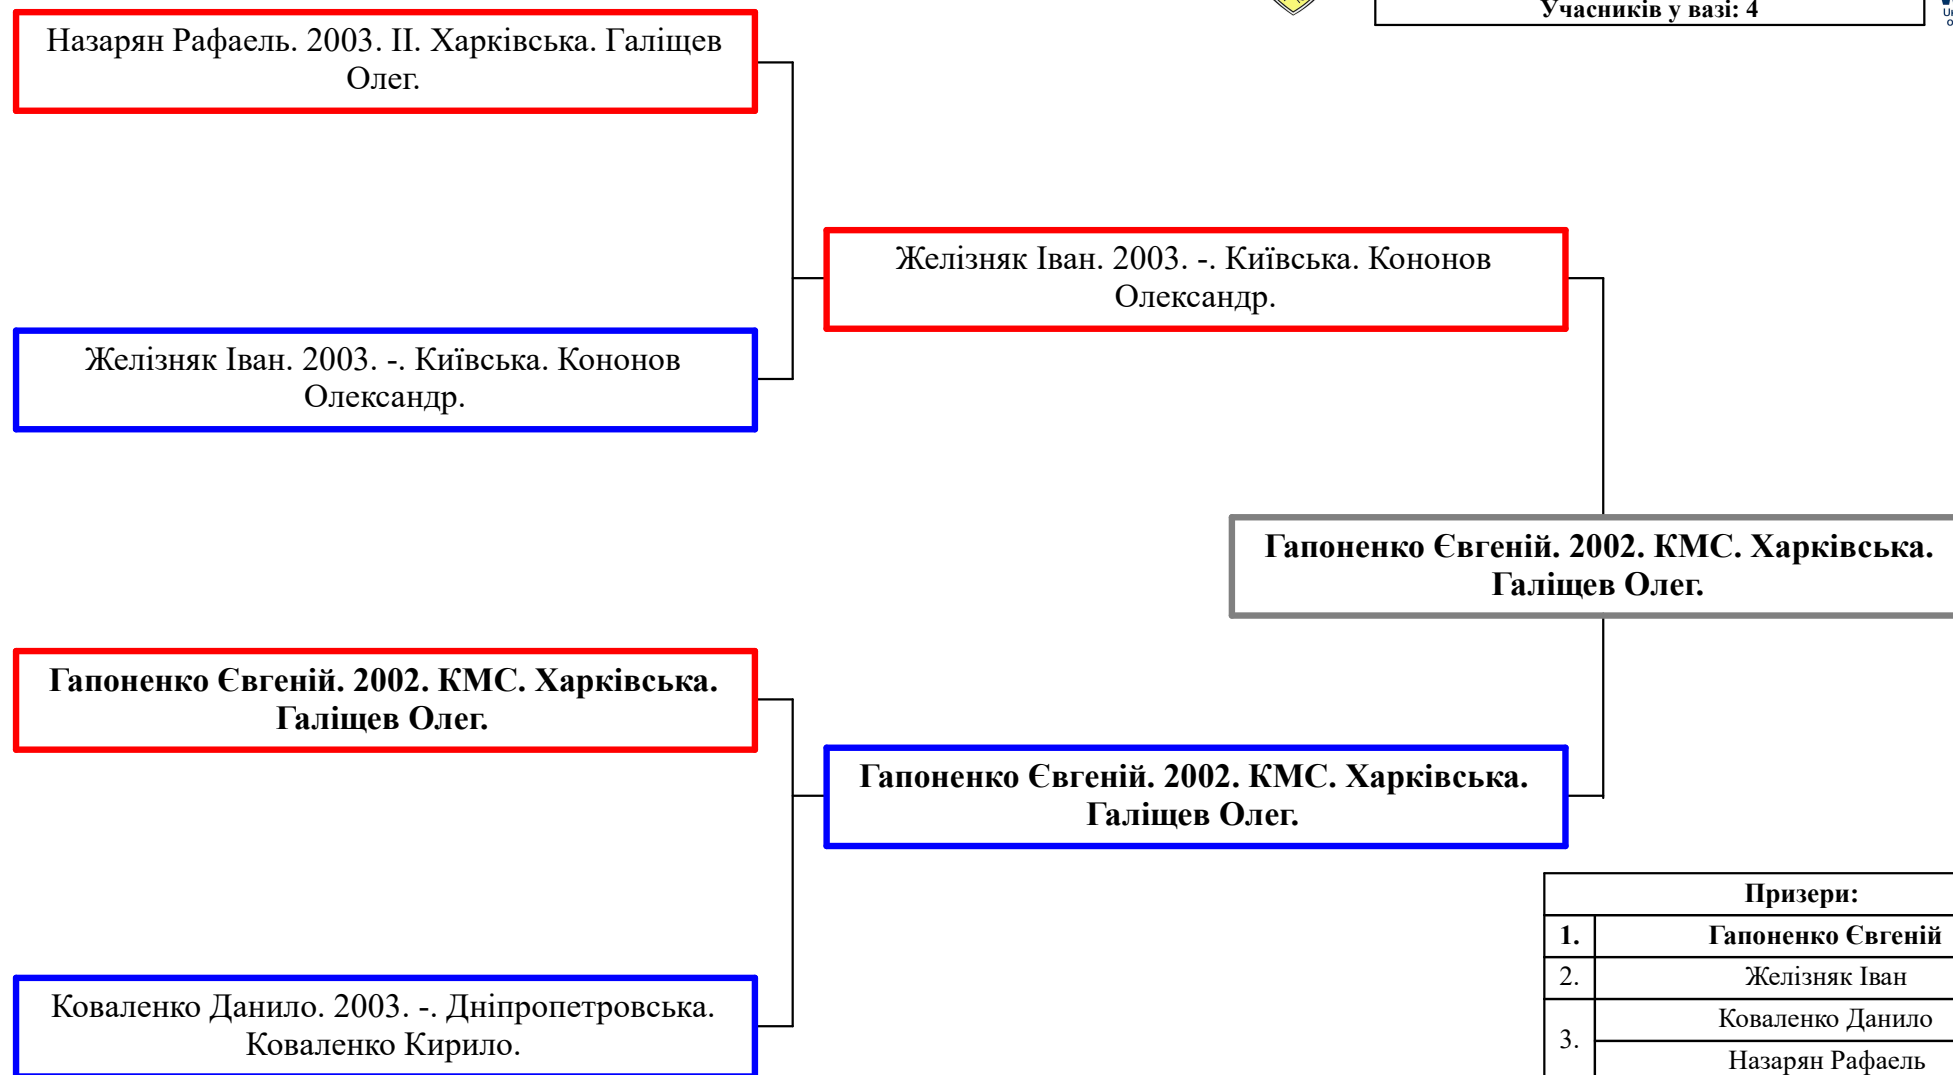 Учасників у вазі: 4
Назарян Рафаель. 2003. II. Харківська. Галіщев
Олег.
Желізняк Іван. 2003. -. Київська. Кононов
Олександр.
Желізняк Іван. 2003. -. Київська. Кононов
Олександр.
Гапоненко Євгеній. 2002. КМС. Харківська.
Галіщев Олег.
Гапоненко Євгеній. 2002. КМС. Харківська.
Галіщев Олег.
Гапоненко Євгеній. 2002. КМС. Харківська.
Галіщев Олег.
Коваленко Данило. 2003. -. Дніпропетровська.
Коваленко Кирило.
Призери:
1. Гапоненко Євгеній
2. Желізняк Іван
3. Коваленко Данило
Назарян Рафаель